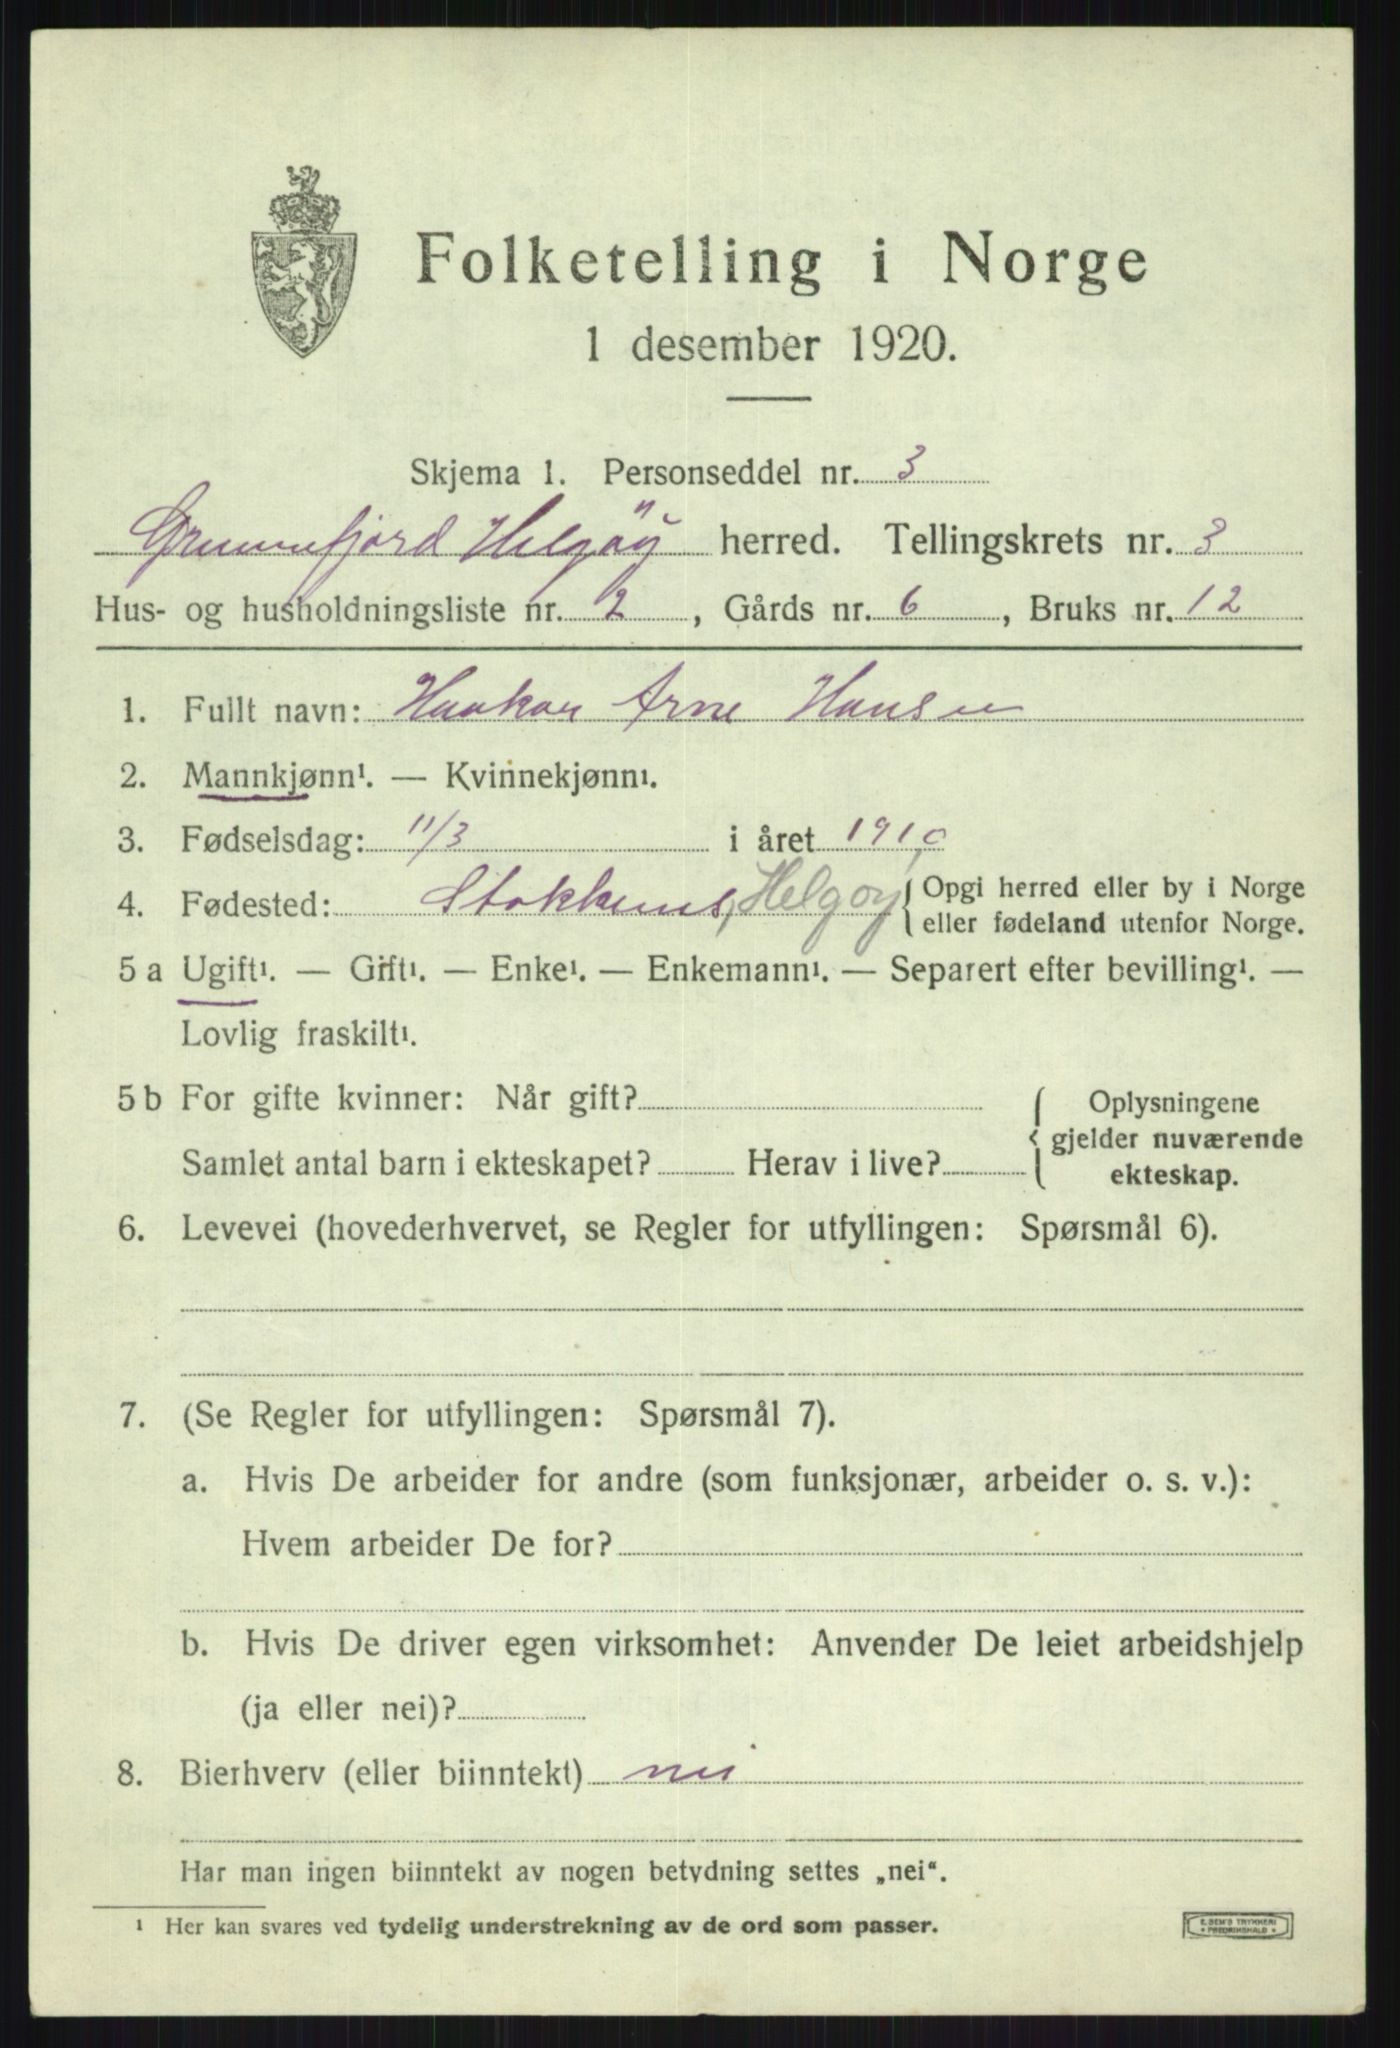 Folketelling i Norge
1 desember 1920.
Skjema 1. Personseddel nr. 3
Grunnfjord Helgøy herred. Tellingskrets nr. 3
Hus- og husholdningsliste nr. 2, Gårds nr. 6, Bruks nr. 12
1. Fullt navn: Haakon Arne Hansen
2. Mannkjønn¹. — Kvinnekjønn¹.
3. Fødselsdag: 11/3 i året 1910
4. Fødested: Helgøy { Opgi herred eller by i Norge
eller fødeland utenfor Norge.
5 a Ugift¹. — Gift¹. — Enke¹. — Enkemann¹. — Separert efter bevilling¹. —
Lovlig fraskilt¹.
5 b For gifte kvinner: Når gift? { Oplysningene
gjelder nuværende
Samlet antal barn i ekteskapet? Herav i live? ekteskap.
6. Levevei (hovederhvervet, se Regler for utfyllingen: Spørsmål 6).
7. (Se Regler for utfyllingen: Spørsmål 7).
a. Hvis De arbeider for andre (som funksjonær, arbeider o. s. v.):
Hvem arbeider De for?
b. Hvis De driver egen virksomhet: Anvender De leiet arbeidshjelp
(ja eller nei)?
8. Bierhverv (eller biinntekt) nei
Har man ingen biinntekt av nogen betydning settes „nei“.
¹ Her kan svares ved tydelig understrekning av de ord som passer.
E. SEM'S TRYKKERI
• FREDRIKSHALD •